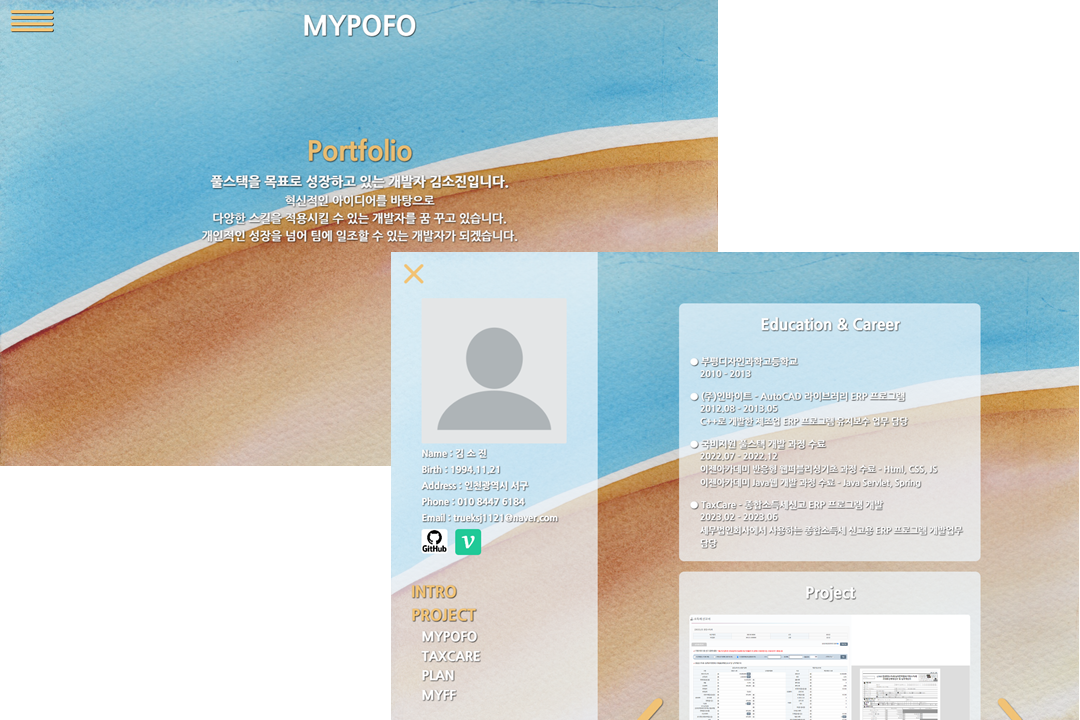 MYPOFO
Portfolio
풀스택을 목표로 성장하고 있는 개발자 김소진입니다.
혁신적인 아이디어를 바탕으로
다양한 스킬을 적용시킬 수 있는 개발자를 꿈 꾸고 있습니다.
개인적인 성장을 넘어 팀에 일조할 수 있는 개발자가 되겠습니다.
Name : 김 소 진
Birth : 1994.11.21
Address : 인천광역시 서구
Phone : 010 8447 6184
Email : trueksj1121@naver.com
GitHub
v
INTRO
PROJECT
MYPOFO
TAXCARE
PLAN
MYFF
Education & Career
부평디자인과학고등학교
2010 - 2013
(주)인바이트 - AutoCAD 라이브러리 ERP 프로그램
2012.08 - 2013.05
C++로 개발한 제조업 ERP 프로그램 유지보수 업무 담당
국비지원 풀스택 개발 과정 수료
2022.07 - 2022.12
이젠아카데미 반응형 웹퍼블리싱기초 과정 수료 - Html, CSS, JS
이젠아카데미 Java웹 개발 과정 수료 - Java Servlet, Spring
TaxCare - 종합소득세신고 ERP 프로그램 개발
2023.02 - 2023.06
세무법인회사에서 사용하는 종합소득세 신고용 ERP 프로그램 개발업무
담당
Project